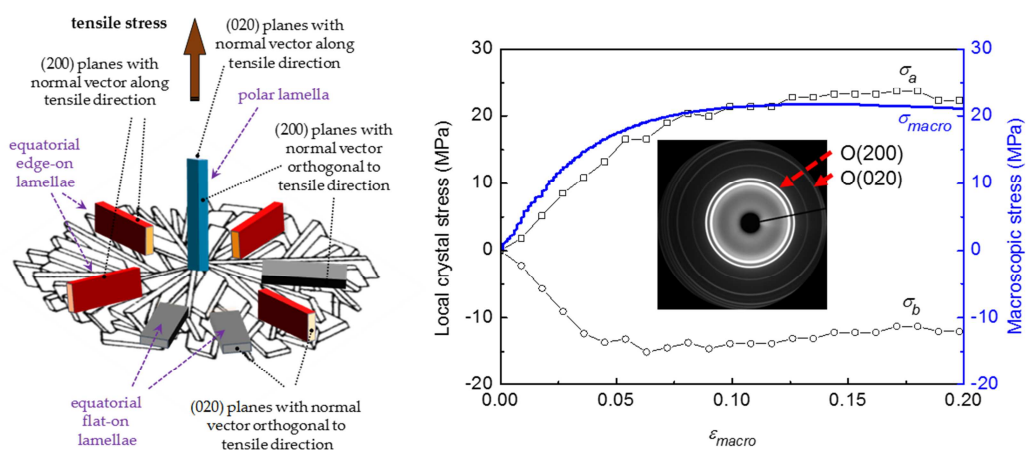 tensile stress
(020) planes with
normal vector along
tensile direction
(200) planes with
normal vector along
tensile direction
polar lamella
(200) planes with
normal vector
orthogonal to
tensile direction
equatorial
edge-on
lamellae
equatorial
flat-on
lamellae
(020) planes with normal
vector orthogonal to
tensile direction
Local crystal stress (MPa)
30
20
10
0
-10
-20
0.00
0.05
0.10
0.15
0.20
εmacro
σa
σmacro
O(200)
O(020)
σb
30
20
10
0
-10
-20
Macroscopic stress (MPa)